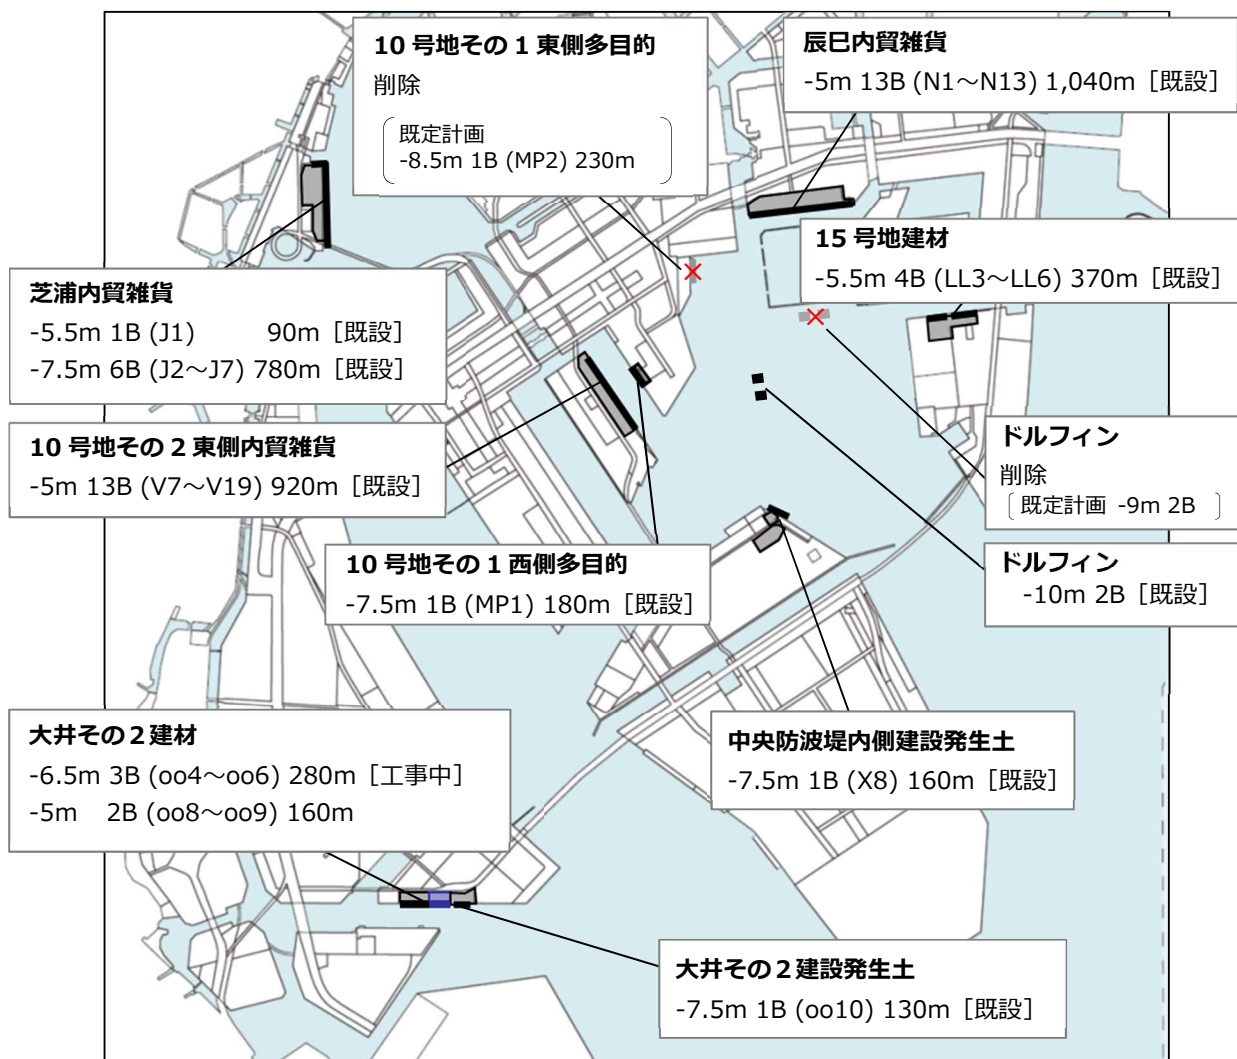 10 号地その 1 東側多目的
削除
既定計画
-8.5m 1B (MP2) 230m
辰巳内貿雑貨
-5m 13B (N1～N13) 1,040m［既設］
15 号地建材
-5.5m 4B (LL3～LL6) 370m［既設］
芝浦内貿雑貨
-5.5m 1B (J1) 90m［既設］
-7.5m 6B (J2～J7) 780m［既設］
10 号地その 2 東側内貿雑貨
-5m 13B (V7～V19) 920m［既設］
ドルフィン
削除
〔 既定計画 -9m 2B 〕
10 号地その 1 西側多目的
-7.5m 1B (MP1) 180m［既設］
ドルフィン
-10m 2B［既設］
大井その２建材
-6.5m 3B (oo4～oo6) 280m［工事中］
-5m 2B (oo8～oo9) 160m
中央防波堤内側建設発生土
-7.5m 1B (X8) 160m［既設］
大井その２建設発生土
-7.5m 1B (oo10) 130m［既設］